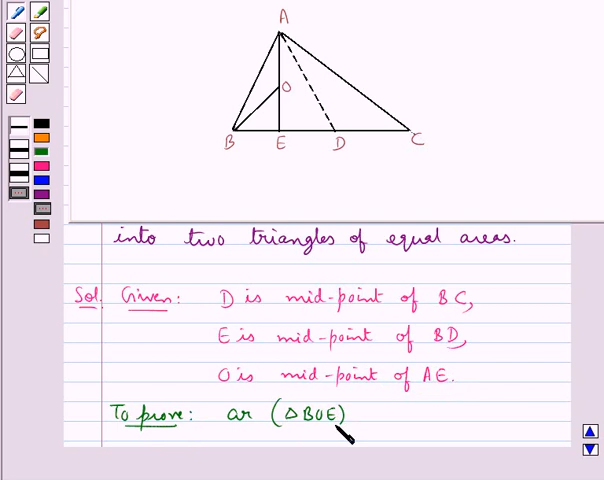 A
O
B E D C
into two triangles of equal areas.
Sol. Given: D is mid-point of BC,
E is mid-point of BD,
O is mid-point of AE.
To prove: ar (△BOE)